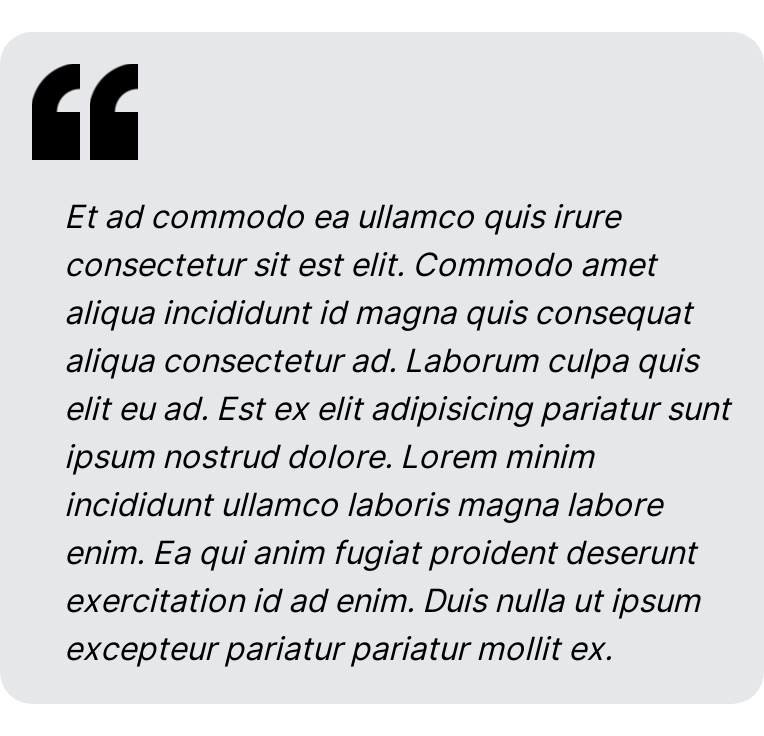 “
Et ad commodo ea ullamco quis irure
consectetur sit est elit. Commodo amet
aliqua incididunt id magna quis consequat
aliqua consectetur ad. Laborum culpa quis
elit eu ad. Est ex elit adipisicing pariatur sunt
ipsum nostrud dolore. Lorem minim
incididunt ullamco laboris magna labore
enim. Ea qui anim fugiat proident deserunt
exercitation id ad enim. Duis nulla ut ipsum
excepteur pariatur pariatur mollit ex.